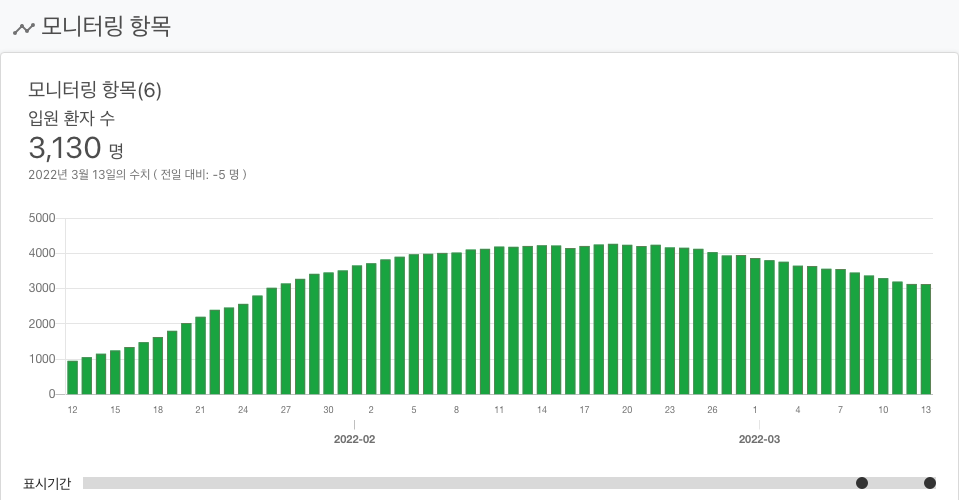 모니터링 항목
모니터링 항목(6)
입원 환자 수
3,130 명
2022년 3월 13일의 수치 ( 전일 대비: -5 명 )
5000
4000
3000
2000
1000
0
12 15 18 21 24 27 30 2 5 8 11 14 17 20 23 26 1 4 7 10 13
2022-02 2022-03
표시기간